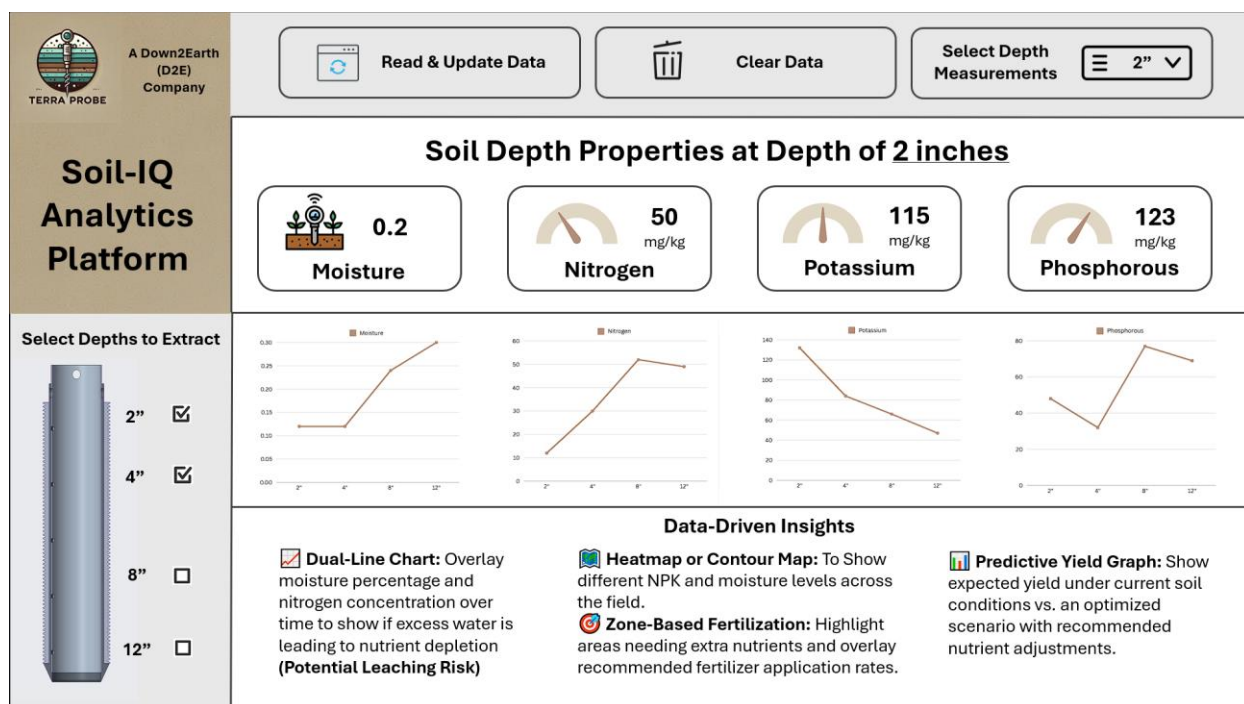 TERRA PROBE
A Down2Earth
(D2E)
Company
Read & Update Data
Clear Data
Select Depth
Measurements
2”
Soil-IQ
Analytics
Platform
Soil Depth Properties at Depth of 2 inches
0.2
Moisture
50
mg/kg
Nitrogen
115
mg/kg
Potassium
123
mg/kg
Phosphorous
Select Depths to Extract
2”
4”
8”
12”
Moisture
0.30
0.25
0.20
0.15
0.10
0.05
0.00
2" 4" 8" 12"
Nitrogen
60
50
40
30
20
10
0
2" 4" 8" 12"
Potassium
140
120
100
80
60
40
20
0
2" 4" 8" 12"
Phosphorous
80
60
40
20
0
2" 4" 8" 12"
Data-Driven Insights
Dual-Line Chart: Overlay
moisture percentage and
nitrogen concentration over
time to show if excess water is
leading to nutrient depletion
(Potential Leaching Risk)
Heatmap or Contour Map: To Show
different NPK and moisture levels across
the field.
Zone-Based Fertilization: Highlight
areas needing extra nutrients and overlay
recommended fertilizer application rates.
Predictive Yield Graph: Show
expected yield under current soil
conditions vs. an optimized
scenario with recommended
nutrient adjustments.